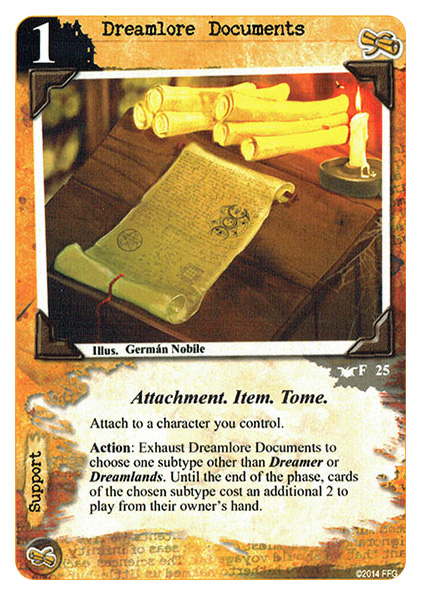 1
Dreamlore Documents
Illus. Germán Nobile
F 25
Attachment. Item. Tome.
Attach to a character you control.
Action: Exhaust Dreamlore Documents to
choose one subtype other than Dreamer or
Dreamlands. Until the end of the phase, cards
of the chosen subtype cost an additional 2 to
play from their owner's hand.
Support
©2014 FFG